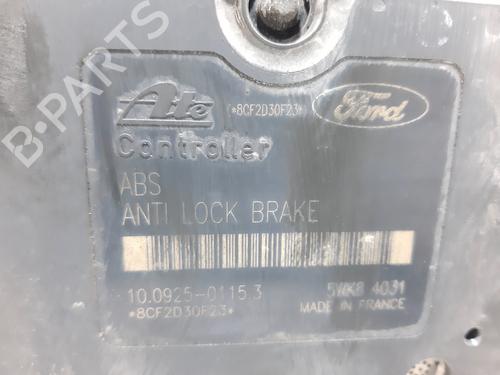 B-PARTS
Ate
*8CF2D30F23*
Ford
Controller
ABS
ANTI LOCK BRAKE
10.0925-0115.3
5WK8 4031
*8CF2D30F23*
MADE IN FRANCE